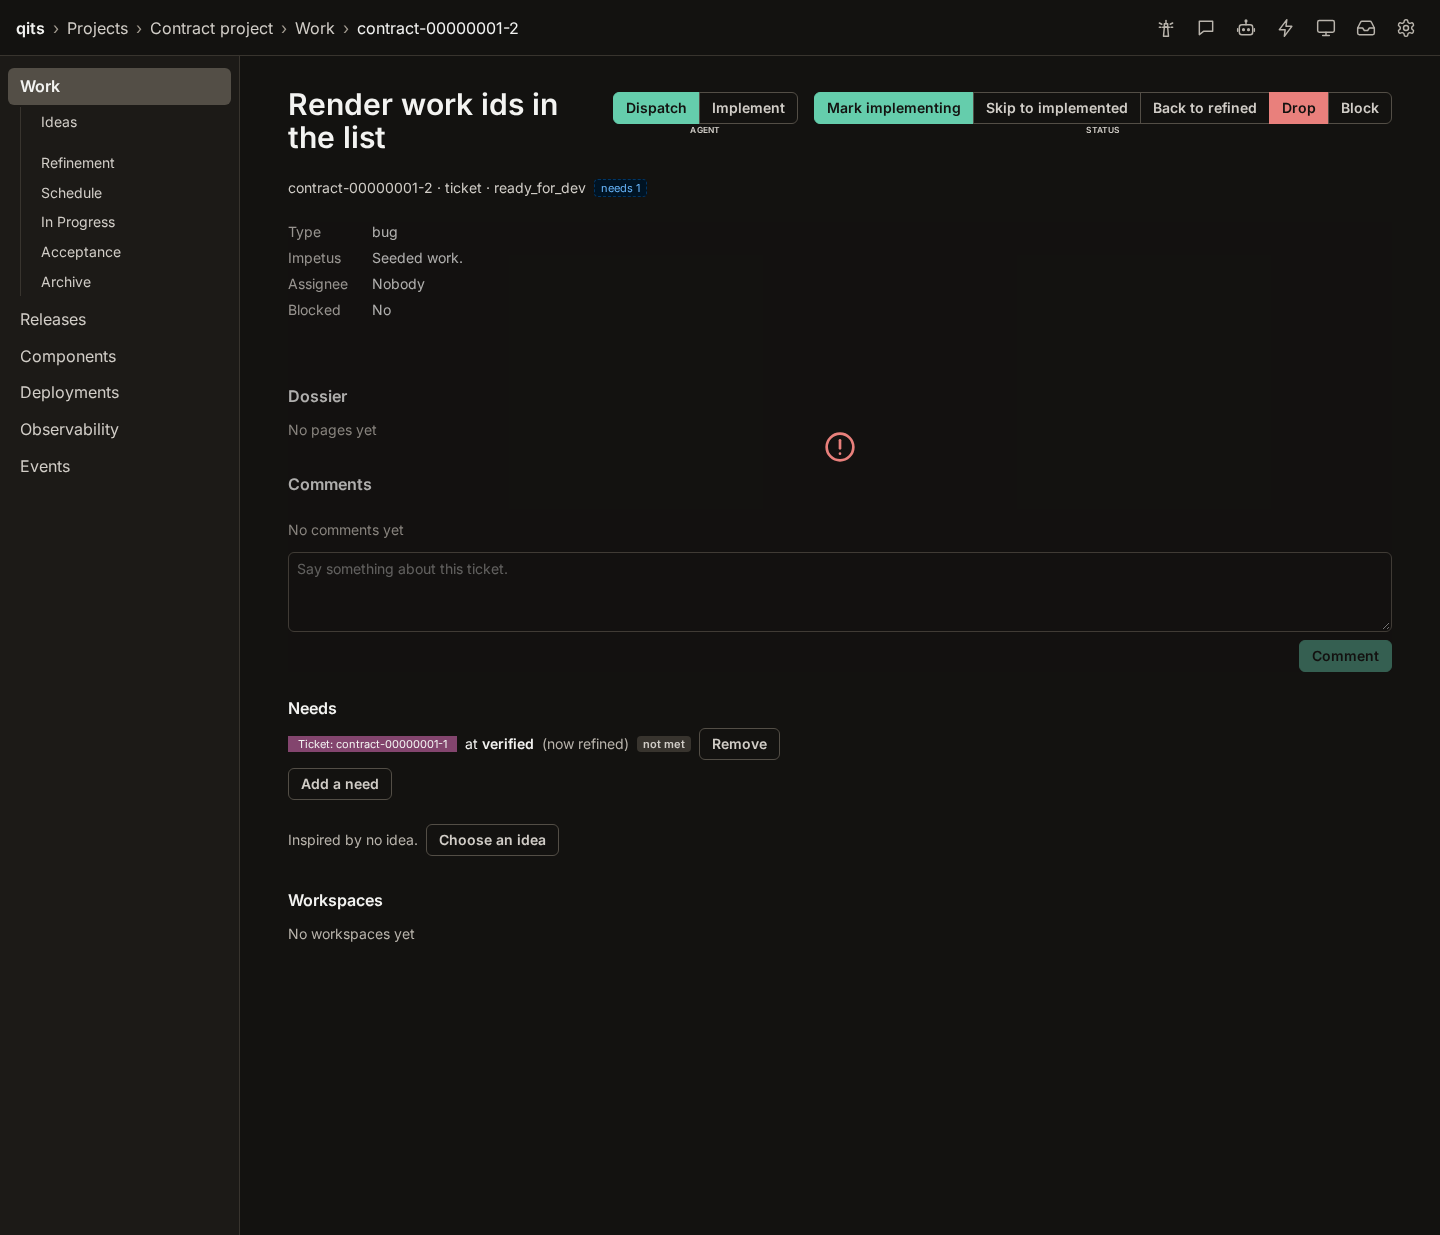 qits › Projects › Contract project › Work › contract-00000001-2
Work
Ideas
Refinement
Schedule
In Progress
Acceptance
Archive
Releases
Components
Deployments
Observability
Events
Render work ids in
the list
Dispatch Implement
AGENT
Mark implementing Skip to implemented Back to refined Drop Block
STATUS
contract-00000001-2 · ticket · ready_for_dev needs 1
Type bug
Impetus Seeded work.
Assignee Nobody
Blocked No
Dossier
No pages yet
Comments
No comments yet
Say something about this ticket.
Comment
Needs
Ticket: contract-00000001-1 at verified (now refined) not met Remove
Add a need
Inspired by no idea. Choose an idea
Workspaces
No workspaces yet